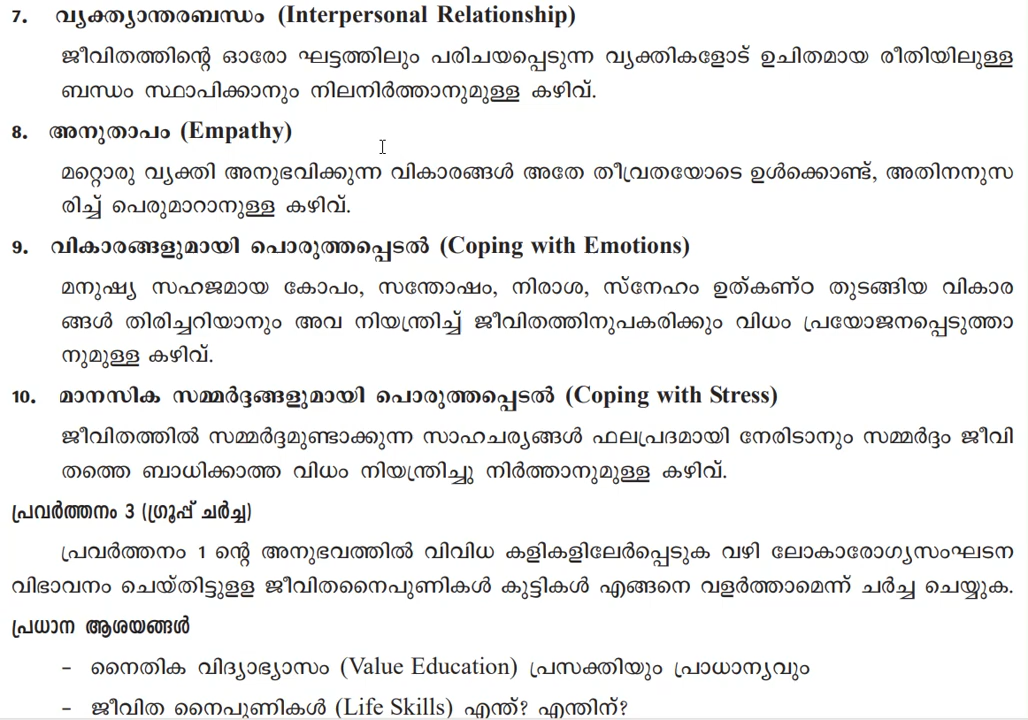 7. വ്യക്ത്യാന്തരബന്ധം (Interpersonal Relationship)
ജീവിതത്തിന്റെ ഓരോ ഘട്ടത്തിലും പരിചയപ്പെടുന്ന വ്യക്തികളോട് ഉചിതമായ രീതിയിലുള്ള
ബന്ധം സ്ഥാപിക്കാനും നിലനിർത്താനുമുള്ള കഴിവ്.
8. അനുതാപം (Empathy)
മറ്റൊരു വ്യക്തി അനുഭവിക്കുന്ന വികാരങ്ങൾ അതേ തീവ്രതയോടെ ഉൾക്കൊണ്ട്, അതിനനുസ
രിച്ച് പെരുമാറാനുള്ള കഴിവ്.
9. വികാരങ്ങളുമായി പൊരുത്തപ്പെടൽ (Coping with Emotions)
മനുഷ്യ സഹജമായ കോപം, സന്തോഷം, നിരാശ, സ്നേഹം ഉത്കണ്ഠ തുടങ്ങിയ വികാര
ങ്ങൾ തിരിച്ചറിയാനും അവ നിയന്ത്രിച്ച് ജീവിതത്തിനുപകരിക്കും വിധം പ്രയോജനപ്പെടുത്താ
നുമുള്ള കഴിവ്.
10. മാനസിക സമ്മർദ്ദങ്ങളുമായി പൊരുത്തപ്പെടൽ (Coping with Stress)
ജീവിതത്തിൽ സമ്മർദ്ദമുണ്ടാക്കുന്ന സാഹചര്യങ്ങൾ ഫലപ്രദമായി നേരിടാനും സമ്മർദ്ദം ജീവി
തത്തെ ബാധിക്കാത്ത വിധം നിയന്ത്രിച്ചു നിർത്താനുമുള്ള കഴിവ്.
പ്രവർത്തനം 3 (ഗ്രൂപ്പ് ചർച്ച)
പ്രവർത്തനം 1 ന്റെ അനുഭവത്തിൽ വിവിധ കളികളിലേർപ്പെടുക വഴി ലോകാരോഗ്യസംഘടന
വിഭാവനം ചെയ്തിട്ടുളള ജീവിതനൈപുണികൾ കുട്ടികൾ എങ്ങനെ വളർത്താമെന്ന് ചർച്ച ചെയ്യുക.
പ്രധാന ആശയങ്ങൾ
– നൈതിക വിദ്യാഭ്യാസം (Value Education) പ്രസക്തിയും പ്രാധാന്യവും
– ജീവിത നൈപുണികൾ (Life Skills) എന്ത്? എന്തിന്?